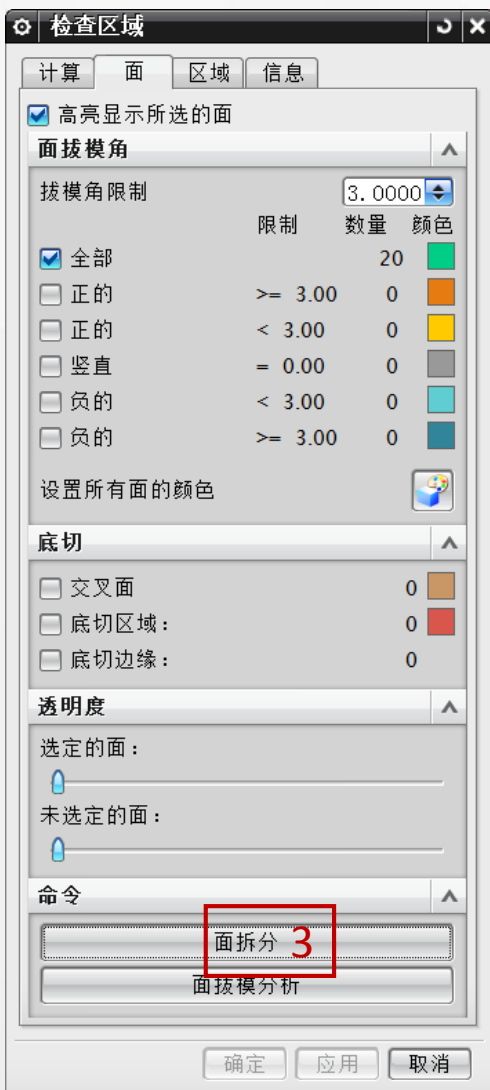 检查区域
计算 面 区域 信息
高亮显示所选的面
面拔模角
拔模角限制 3.0000
限制 数量 颜色
全部 20
正的 >= 3.00 0
正的 < 3.00 0
竖直 = 0.00 0
负的 < 3.00 0
负的 >= 3.00 0
设置所有面的颜色
底切
交叉面 0
底切区域: 0
底切边缘: 0
透明度
选定的面:
未选定的面:
命令
面拆分 3
面拔模分析
确定 应用 取消